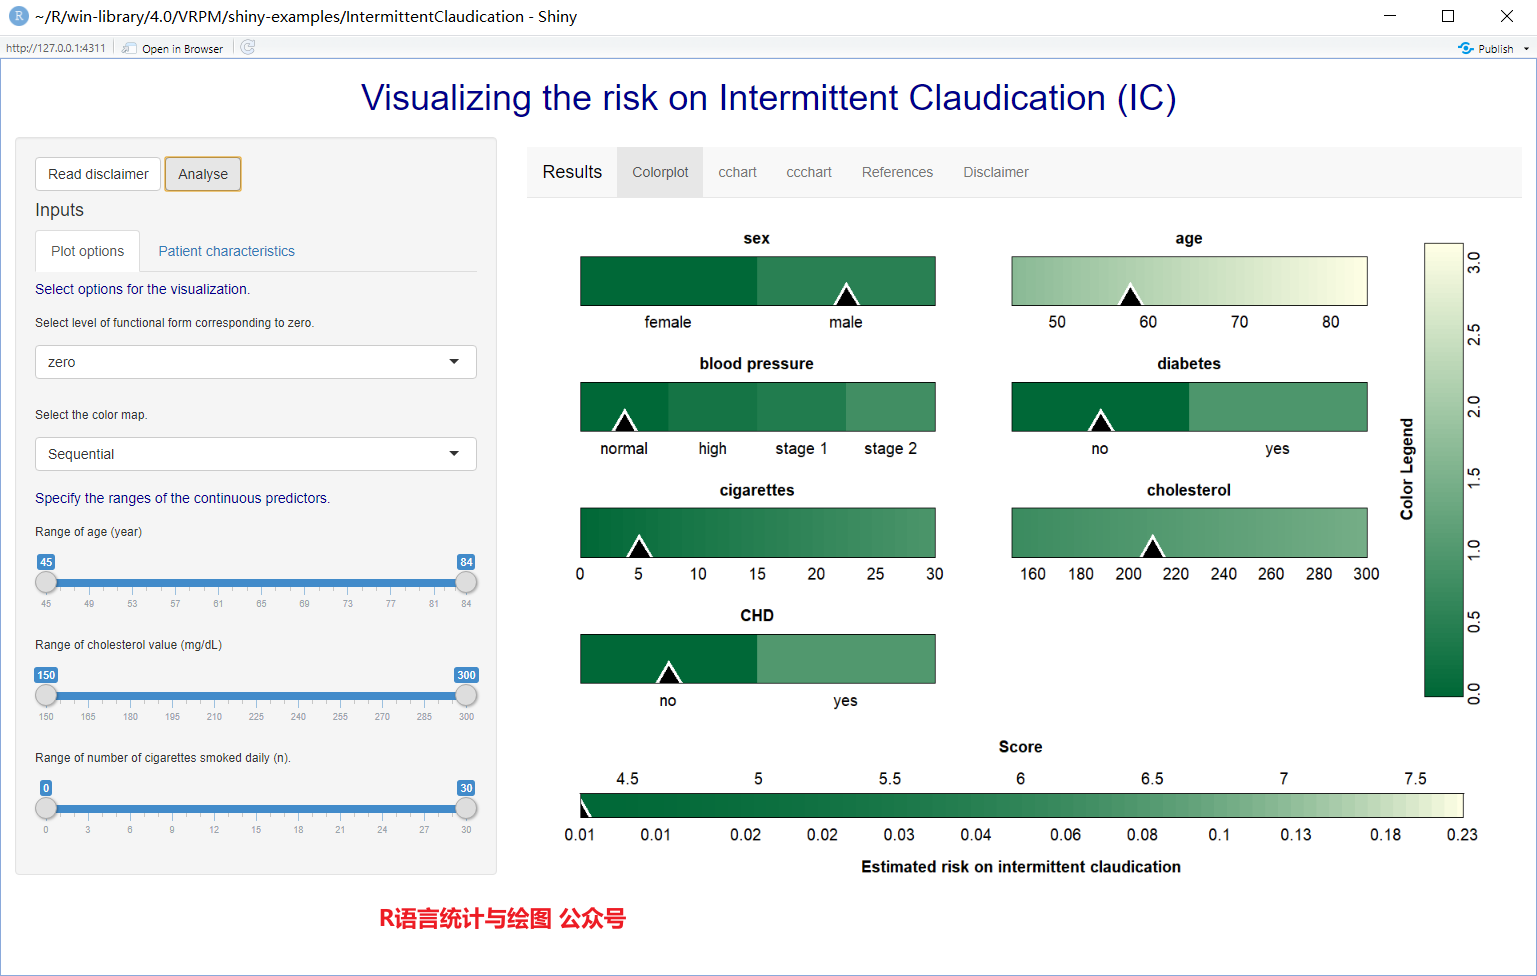 ~/R/win-library/4.0/VRPM/shiny-examples/IntermittentClaudication - Shiny
http://127.0.0.1:4311 Open in Browser Publish
Visualizing the risk on Intermittent Claudication (IC)
Read disclaimer Analyse
Inputs
Plot options Patient characteristics
Select options for the visualization.
Select level of functional form corresponding to zero.
zero
Select the color map.
Sequential
Specify the ranges of the continuous predictors.
Range of age (year)
45 84
45 49 53 57 61 65 69 73 77 81 84
Range of cholesterol value (mg/dL)
150 300
150 165 180 195 210 225 240 255 270 285 300
Range of number of cigarettes smoked daily (n).
0 30
0 3 6 9 12 15 18 21 24 27 30
Results Colorplot cchart ccchart References Disclaimer
sex
female male
age
50 60 70 80
blood pressure
normal high stage 1 stage 2
diabetes
no yes
cigarettes
0 5 10 15 20 25 30
cholesterol
160 180 200 220 240 260 280 300
CHD
no yes
Color Legend
0.0 0.5 1.0 1.5 2.0 2.5 3.0
Score
4.5 5 5.5 6 6.5 7 7.5
0.01 0.01 0.02 0.02 0.03 0.04 0.06 0.08 0.1 0.13 0.18 0.23
Estimated risk on intermittent claudication
R语言统计与绘图 公众号